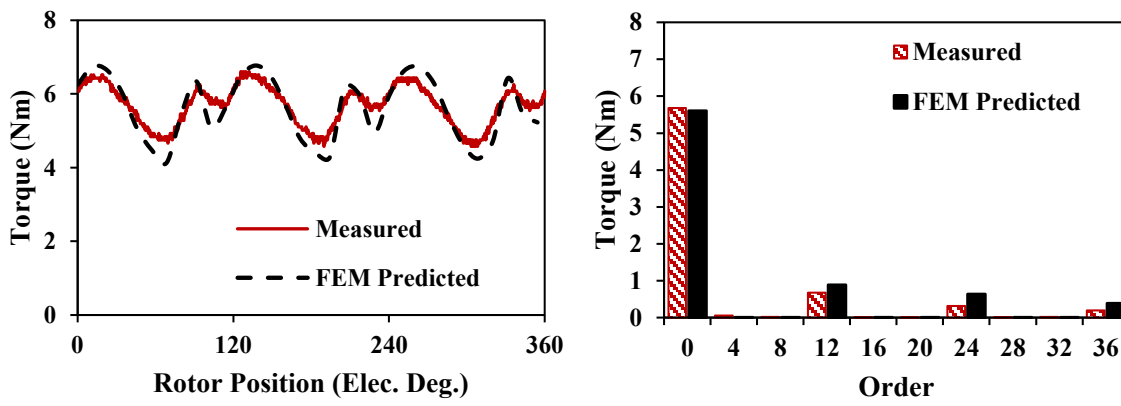 8
6
4
2
0
Torque (Nm)
Measured
FEM Predicted
0 120 240 360
Rotor Position (Elec. Deg.)
8
7
6
5
4
3
2
1
0
Torque (Nm)
Measured
FEM Predicted
0 4 8 12 16 20 24 28 32 36
Order